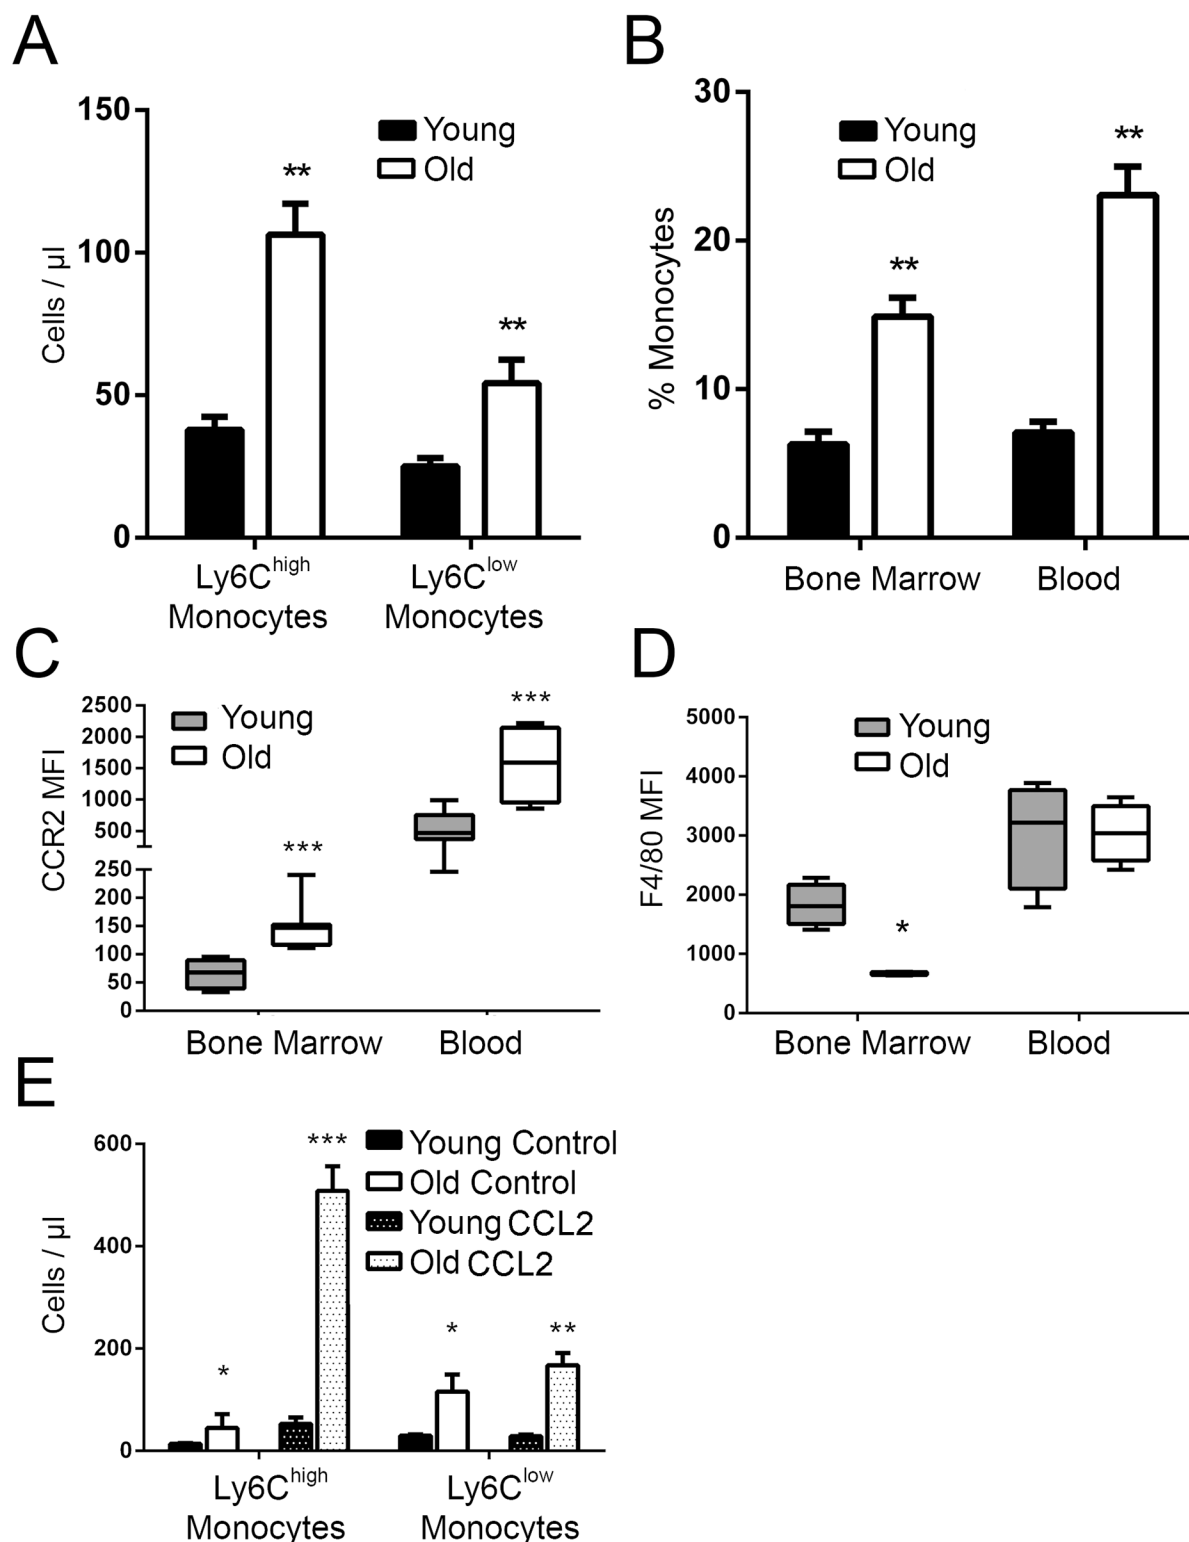 A
150
100
50
0
Cells / µl
Young
Old
**
**
Ly6Chigh
Monocytes
Ly6Clow
Monocytes
B
30
20
10
0
% Monocytes
Young
Old
**
**
Bone Marrow
Blood
C
2500
2000
1500
1000
500
250
200
150
100
50
0
CCR2 MFI
Young
Old
***
***
Bone Marrow
Blood
D
5000
4000
3000
2000
1000
0
F4/80 MFI
Young
Old
*
Bone Marrow
Blood
E
600
400
200
0
Cells / µl
Young Control
Old Control
Young CCL2
Old CCL2
*
***
*
**
Ly6Chigh
Monocytes
Ly6Clow
Monocytes